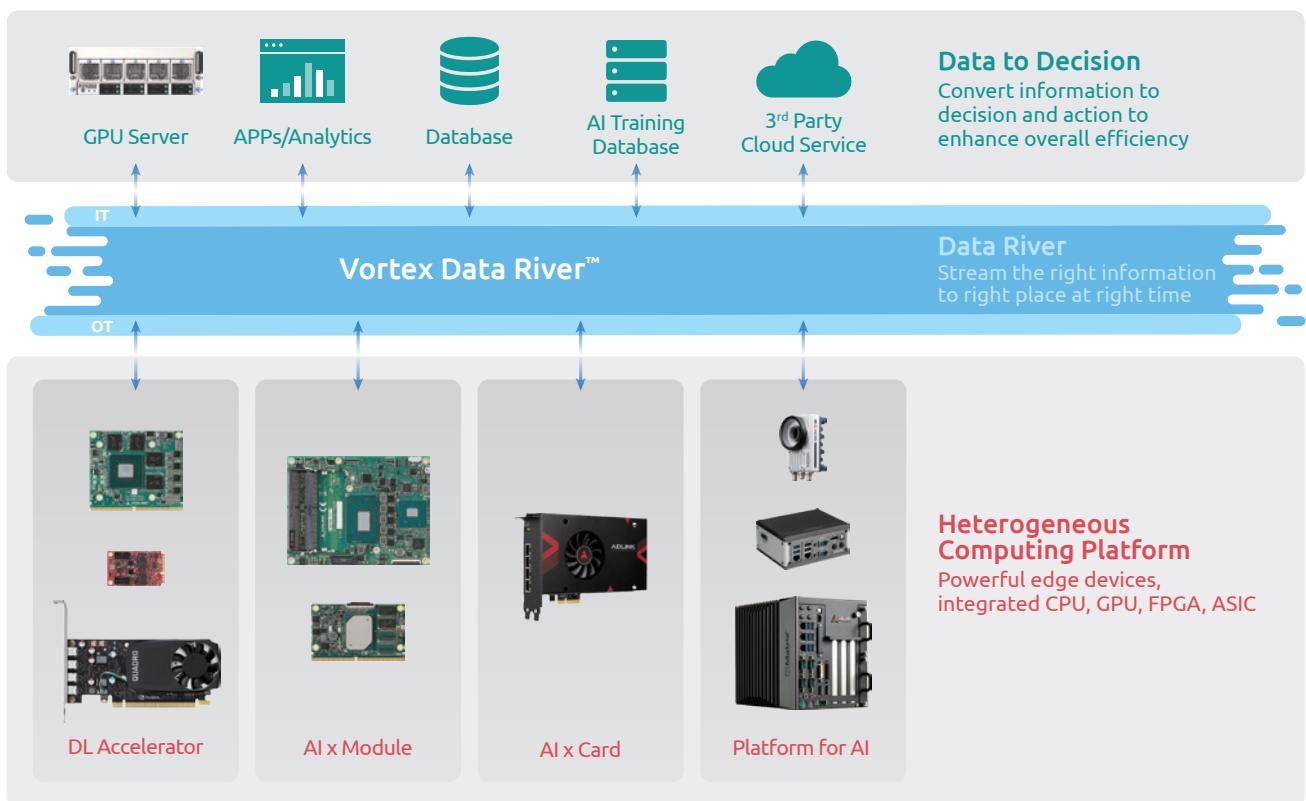 GPU Server
APPs/Analytics
Database
AI Training
Database
3rd Party
Cloud Service
Data to Decision
Convert information to
decision and action to
enhance overall efficiency
IT
Vortex Data River™
Data River
Stream the right information
to right place at right time
OT
QUADRO
DL Accelerator
AI x Module
ADLINK
AI x Card
Platform for AI
Heterogeneous
Computing Platform
Powerful edge devices,
integrated CPU, GPU, FPGA, ASIC